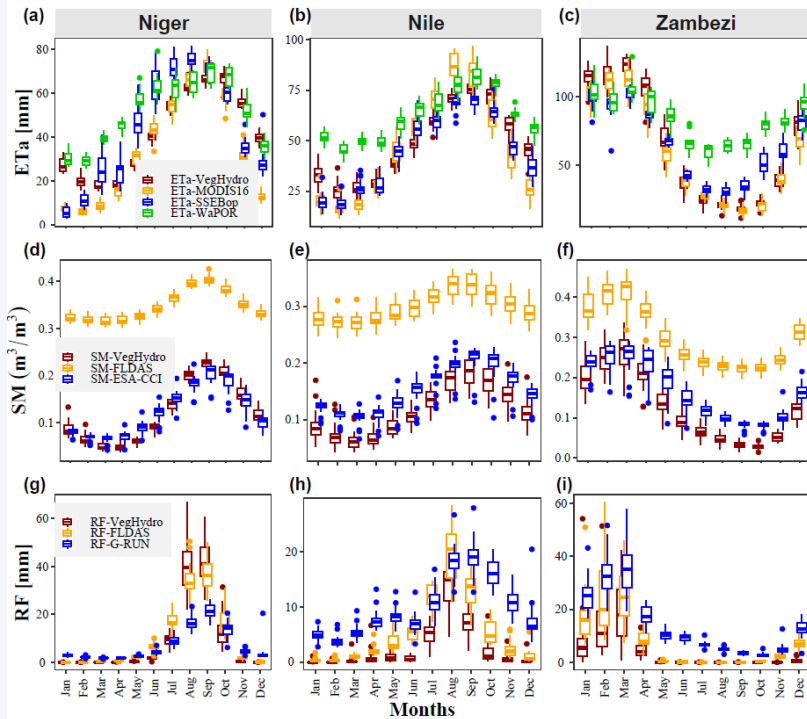 Niger
Nile
Zambezi
(a)
(b)
(c)
ETa [mm]
80
60
40
20
0
100
75
50
25
100
50
ETa-VegHydro
ETa-MODIS16
ETa-SSEBop
ETa-WaPOR
(d)
(e)
(f)
SM (m³/m³)
0.4
0.3
0.2
0.1
0.3
0.2
0.1
0.4
0.2
0.0
SM-VegHydro
SM-FLDAS
SM-ESA-CCI
(g)
(h)
(i)
RF [mm]
60
40
20
0
20
10
0
60
40
20
0
RF-VegHydro
RF-FLDAS
RF-G-RUN
Jan Feb Mar Apr May Jun Jul Aug Sep Oct Nov Dec
Jan Feb Mar Apr May Jun Jul Aug Sep Oct Nov Dec
Jan Feb Mar Apr May Jun Jul Aug Sep Oct Nov Dec
Months